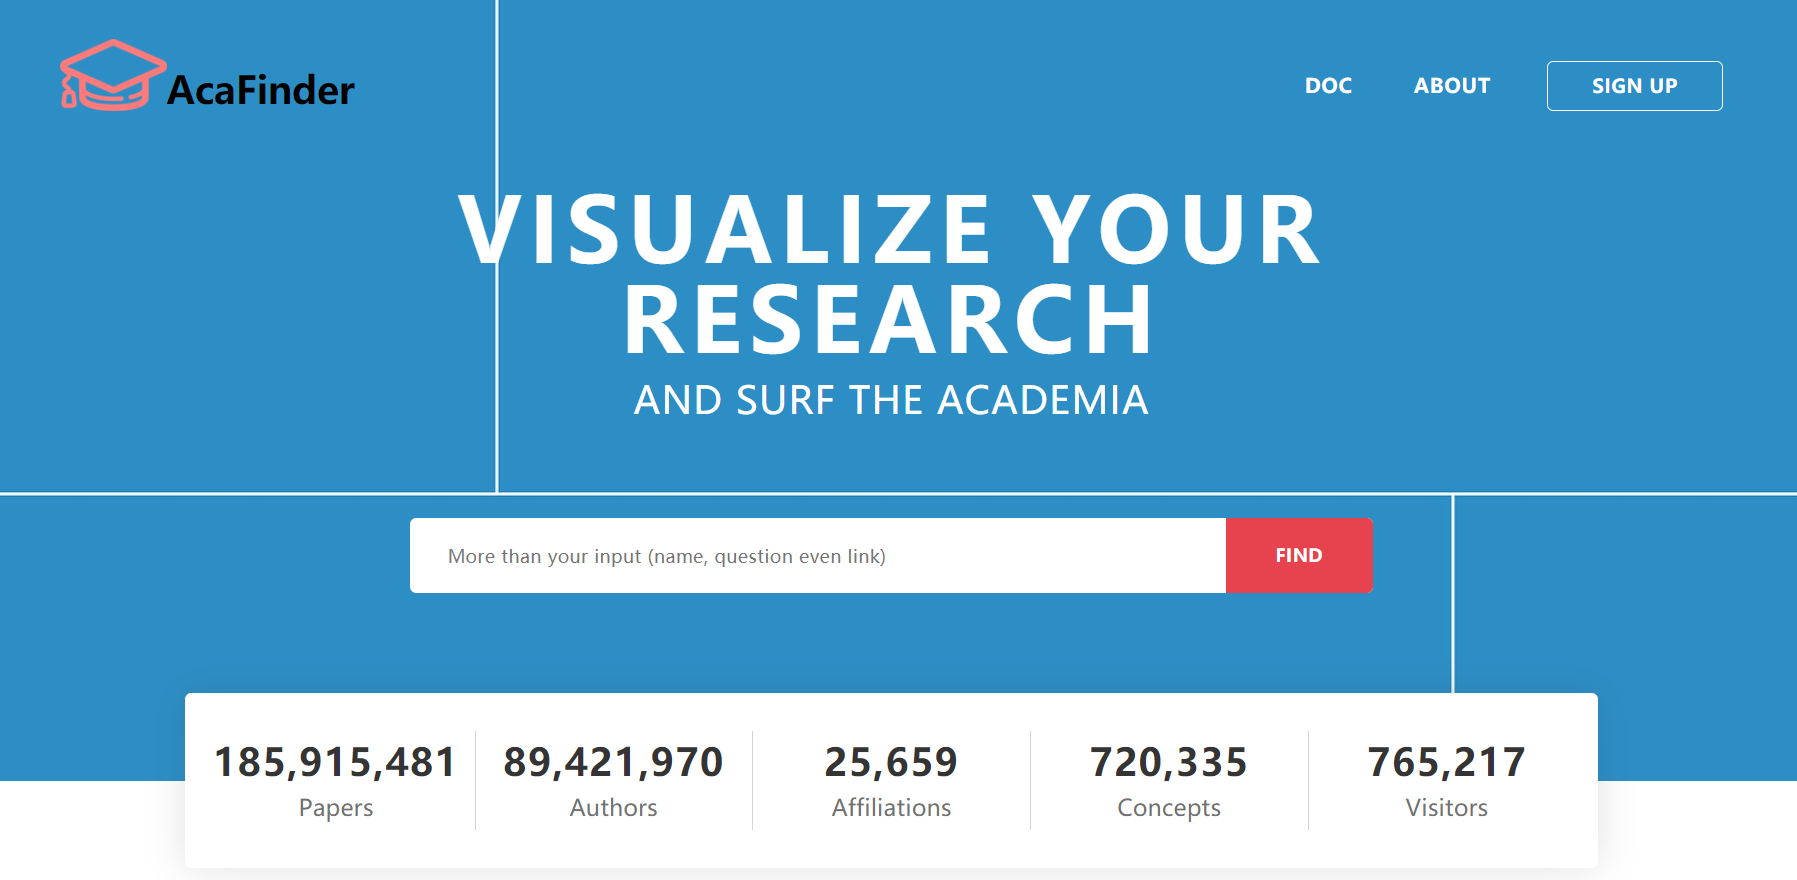 AcaFinder
DOC ABOUT SIGN UP
VISUALIZE YOUR
RESEARCH
AND SURF THE ACADEMIA
More than your input (name, question even link)
FIND
185,915,481 89,421,970 25,659 720,335 765,217
Papers Authors Affiliations Concepts Visitors